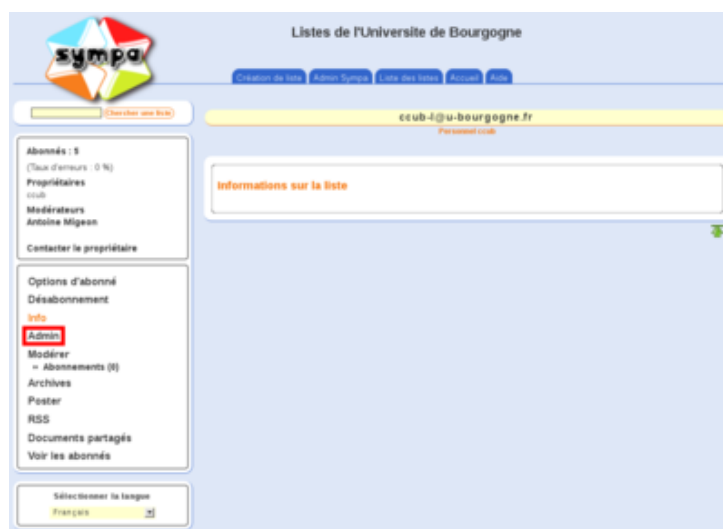 sympa
Listes de l'Universite de Bourgogne
Création de liste
Admin Sympa
Liste des listes
Accueil
Aide
Chercher une liste
ccub-l@u-bourgogne.fr
Personnel ccub
Abonnés : 5
(Taux d'erreurs : 0 %)
Propriétaires
ccub
Modérateurs
Antoine Migeon
Contacter le propriétaire
Informations sur la liste
Options d'abonné
Désabonnement
Info
Admin
Modérer
Abonnements (0)
Archives
Poster
RSS
Documents partagés
Voir les abonnés
Sélectionner la langue
Français